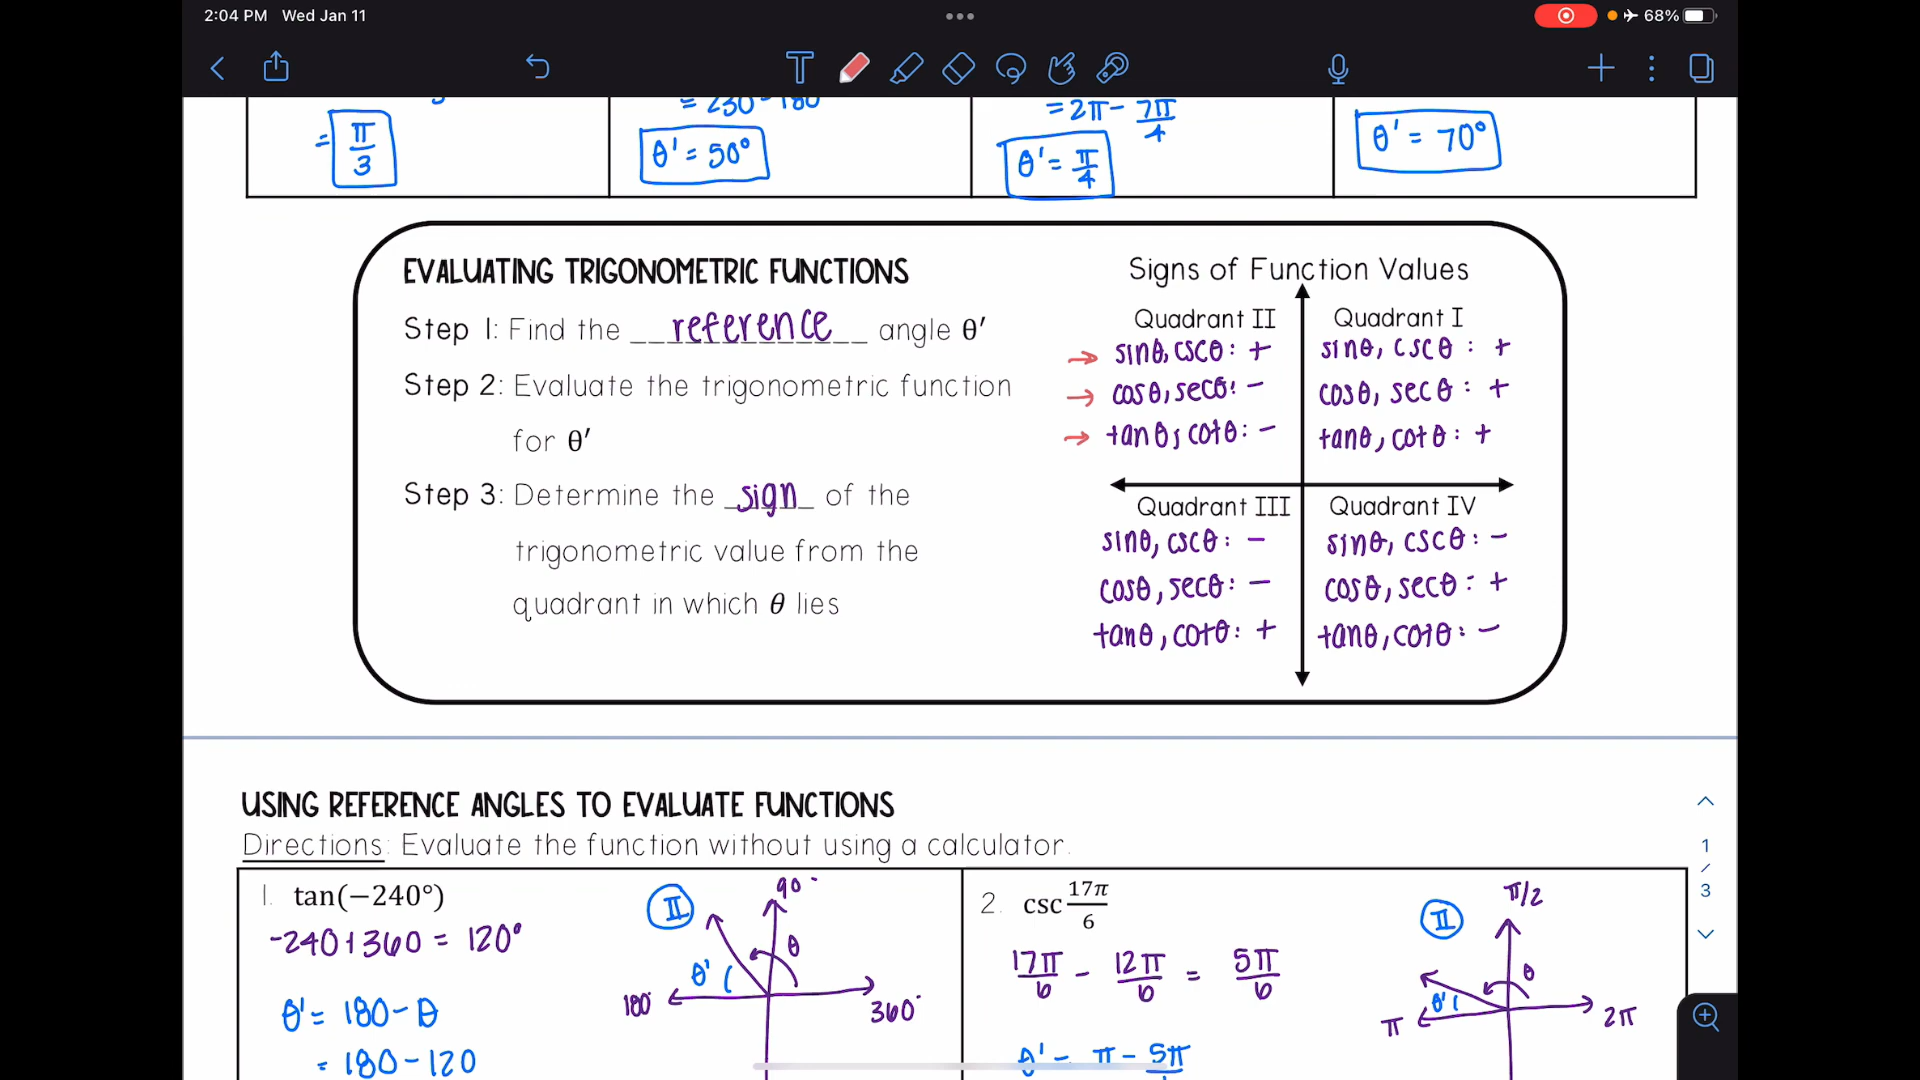 2:04 PM Wed Jan 11
68%
= 230 - 180
= 2π - 7π/4
= π/3
θ' = 50°
θ' = π/4
θ' = 70°
EVALUATING TRIGONOMETRIC FUNCTIONS
Step 1: Find the reference angle θ'
Step 2: Evaluate the trigonometric function
for θ'
Step 3: Determine the sign of the
trigonometric value from the
quadrant in which θ lies
Signs of Function Values
Quadrant II
→ sinθ, cscθ: +
→ cosθ, secθ: -
→ tanθ, cotθ: -
Quadrant I
sinθ, cscθ: +
cosθ, secθ: +
tanθ, cotθ: +
Quadrant III
sinθ, cscθ: -
cosθ, secθ: -
tanθ, cotθ: +
Quadrant IV
sinθ, cscθ: -
cosθ, secθ: +
tanθ, cotθ: -
USING REFERENCE ANGLES TO EVALUATE FUNCTIONS
Directions: Evaluate the function without using a calculator.
1. tan(−240°)
-240+360 = 120°
θ' = 180 - θ
= 180 - 120
II
90°
θ
θ'
180°
360°
2. csc 17π/6
17π/6 - 12π/6 = 5π/6
θ' = π - 5π
II
π/2
θ
θ'
π
2π
1
/
3